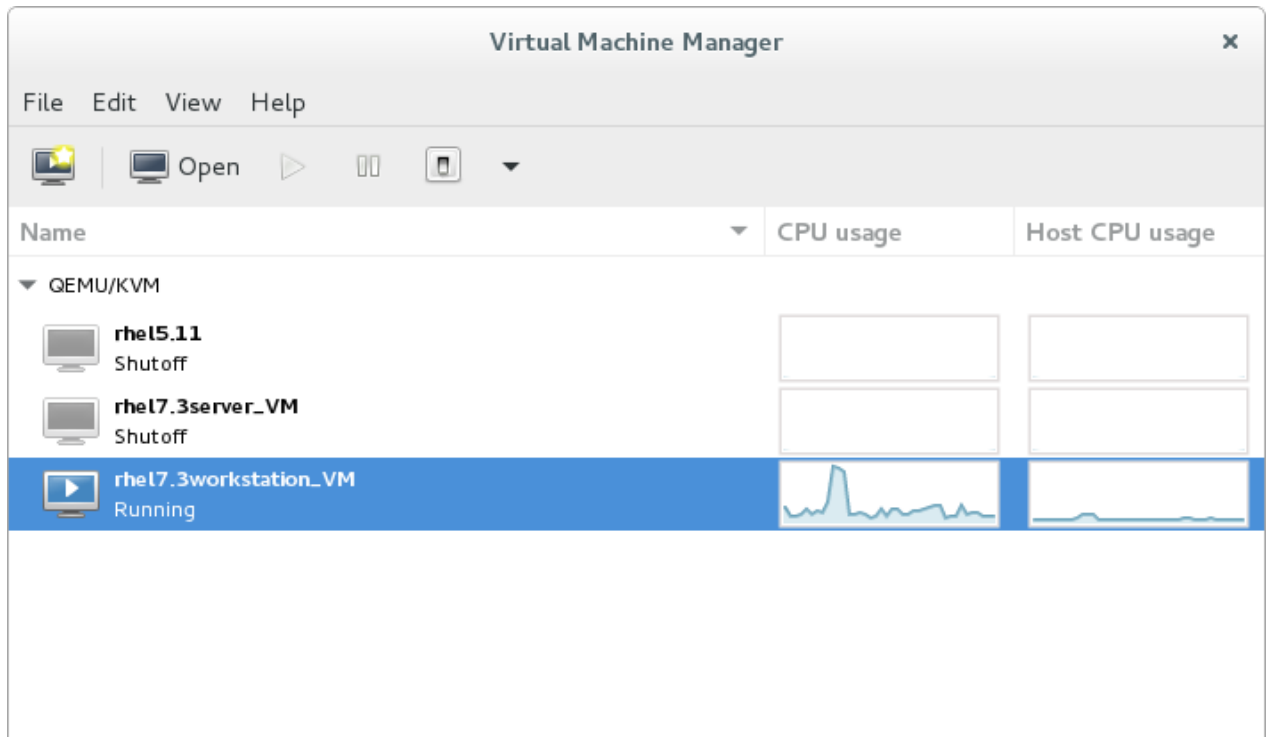 Virtual Machine Manager
File Edit View Help
Open
Name CPU usage Host CPU usage
QEMU/KVM
rhel5.11
Shutoff
rhel7.3server_VM
Shutoff
rhel7.3workstation_VM
Running